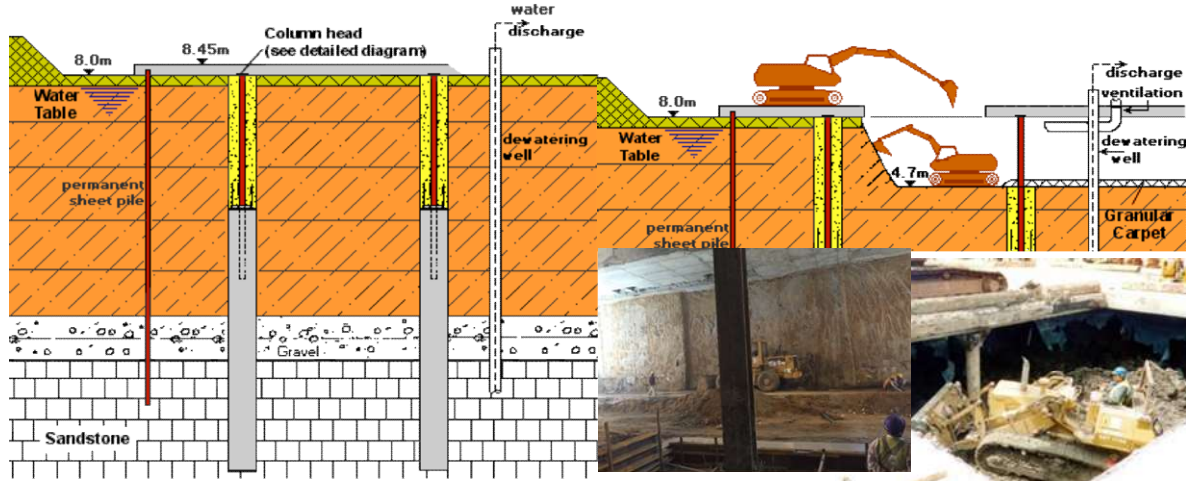 water
discharge
Column head
(see detailed diagram)
8.45m
8.0m
Water
Table
dewatering
well
permanent
sheet pile
Gravel
Sandstone
discharge
ventilation
8.0m
Water
Table
dewatering
well
4.7m
Granular
Carpet
permanent
sheet pile